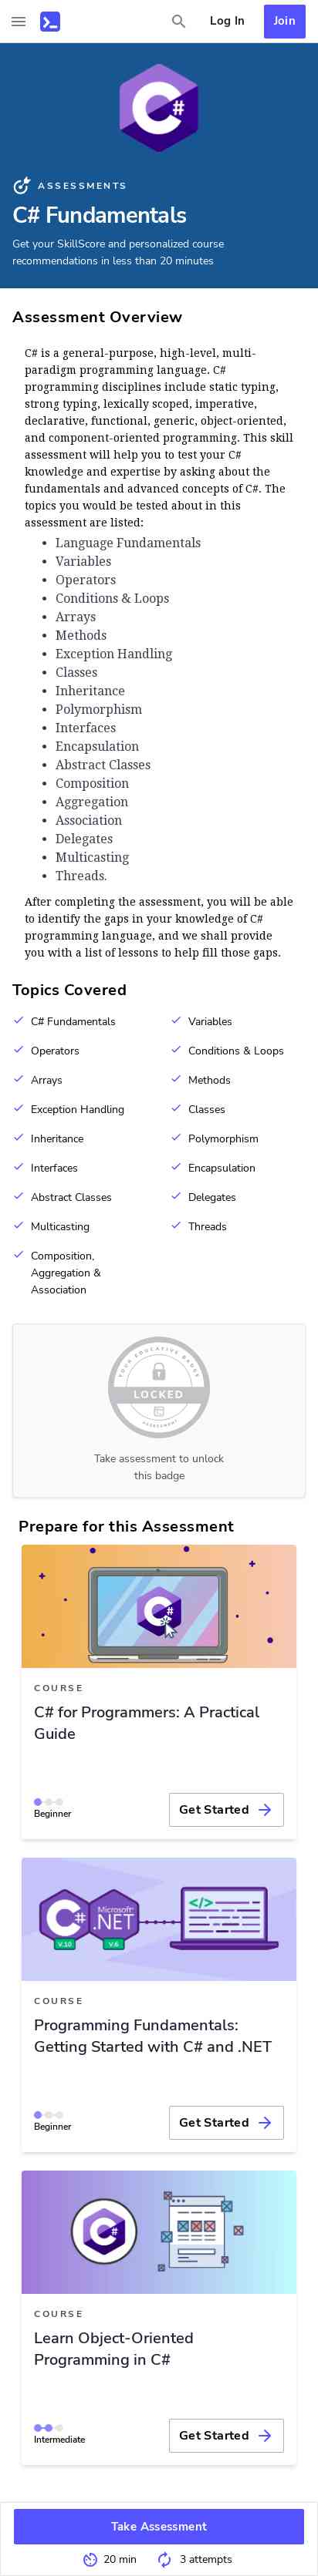 Log In
Join
ASSESSMENTS
C# Fundamentals
Get your SkillScore and personalized course
recommendations in less than 20 minutes
Assessment Overview
C# is a general-purpose, high-level, multi-
paradigm programming language. C#
programming disciplines include static typing,
strong typing, lexically scoped, imperative,
declarative, functional, generic, object-oriented,
and component-oriented programming. This skill
assessment will help you to test your C#
knowledge and expertise by asking about the
fundamentals and advanced concepts of C#. The
topics you would be tested about in this
assessment are listed:
• Language Fundamentals
• Variables
• Operators
• Conditions & Loops
• Arrays
• Methods
• Exception Handling
• Classes
• Inheritance
• Polymorphism
• Interfaces
• Encapsulation
• Abstract Classes
• Composition
• Aggregation
• Association
• Delegates
• Multicasting
• Threads.
After completing the assessment, you will be able
to identify the gaps in your knowledge of C#
programming language, and we shall provide
you with a list of lessons to help fill those gaps.
Topics Covered
C# Fundamentals
Variables
Operators
Conditions & Loops
Arrays
Methods
Exception Handling
Classes
Inheritance
Polymorphism
Interfaces
Encapsulation
Abstract Classes
Delegates
Multicasting
Threads
Composition,
Aggregation &
Association
YOUR EDUCATIVE BADGE
LOCKED
ASSESSMENT
Take assessment to unlock
this badge
Prepare for this Assessment
C#
COURSE
C# for Programmers: A Practical
Guide
Beginner
Get Started
C#
Microsoft
.NET
V.10
V.6
</>
COURSE
Programming Fundamentals:
Getting Started with C# and .NET
Beginner
Get Started
C#
COURSE
Learn Object-Oriented
Programming in C#
Intermediate
Get Started
Take Assessment
20 min
3 attempts